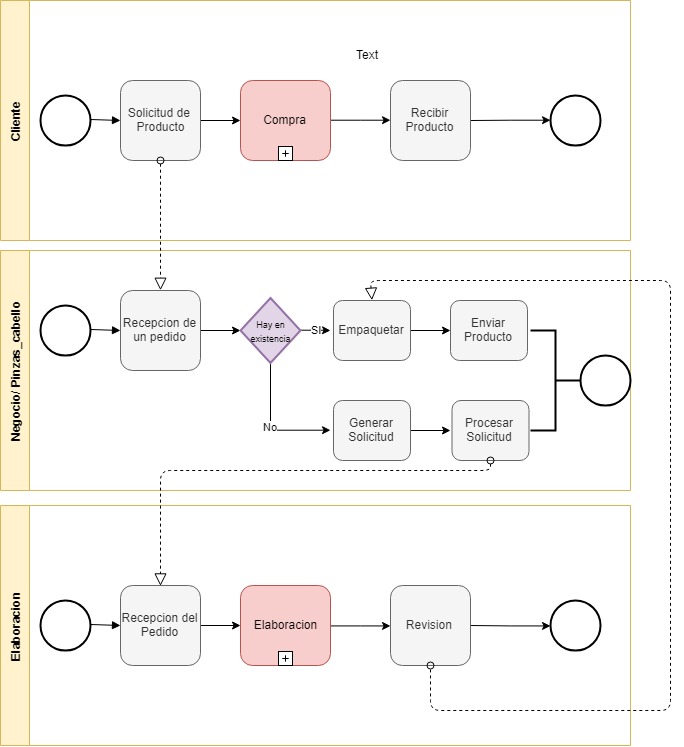 Cliente
Text
Solicitud de
Producto
Compra
Recibir
Producto
Negocio/ Pinzas_cabello
Recepcion de
un pedido
Hay en
existencia
SI
Empaquetar
Enviar
Producto
No
Generar
Solicitud
Procesar
Solicitud
Elaboracion
Recepcion del
Pedido
Elaboracion
Revision